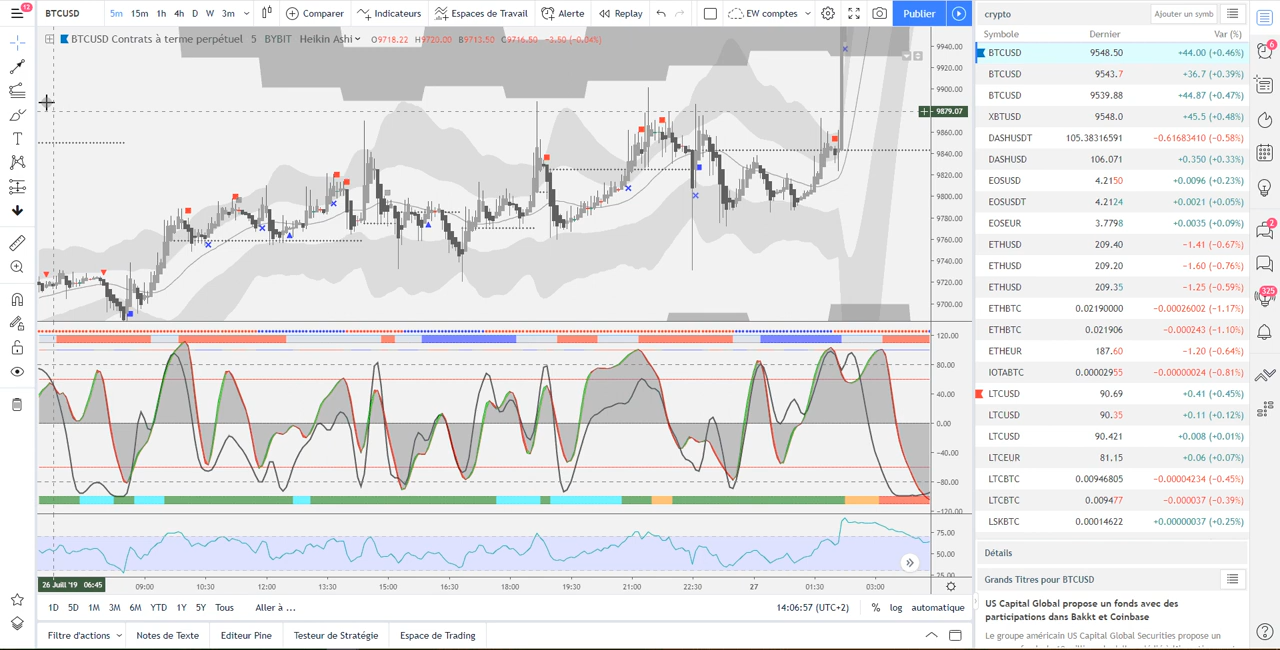 12 BTCUSD 5m 15m 1h 4h D W 3m Comparer Indicateurs Espaces de Travail Alerte Replay EW comptes Publier
BTCUSD Contrats à terme perpétuel 5 BYBIT Heikin Ashi O9718.22 H9720.00 B9713.50 C9716.50 −3.50 (−0.04%)
9940.00
9920.00
9900.00
9879.07
9860.00
9840.00
9820.00
9800.00
9780.00
9760.00
9740.00
9700.00
120.00
80.00
40.00
0.00
−40.00
−80.00
−120.00
75.00
50.00
25.00
26 Juill '19 06:45 09:00 10:30 12:00 13:30 15:00 16:30 18:00 19:30 21:00 22:30 27 01:30 03:00
1D 5D 1M 3M 6M YTD 1Y 5Y Tous Aller à ... 14:06:57 (UTC+2) % log automatique
Filtre d'actions Notes de Texte Editeur Pine Testeur de Stratégie Espace de Trading
crypto Ajouter un symb
Symbole Dernier Var (%)
BTCUSD 9548.50 +44.00 (+0.46%)
BTCUSD 9543.7 +36.7 (+0.39%)
BTCUSD 9539.88 +44.87 (+0.47%)
XBTUSD 9548.0 +45.5 (+0.48%)
DASHUSDT 105.38316591 −0.61683410 (−0.58%)
DASHUSD 106.071 +0.350 (+0.33%)
EOSUSD 4.2150 +0.0096 (+0.23%)
EOSUSDT 4.2124 +0.0021 (+0.05%)
EOSEUR 3.7798 +0.0035 (+0.09%)
ETHUSD 209.40 −1.41 (−0.67%)
ETHUSD 209.20 −1.60 (−0.76%)
ETHUSD 209.35 −1.25 (−0.59%)
ETHBTC 0.02190000 −0.00026002 (−1.17%)
ETHBTC 0.021906 −0.000243 (−1.10%)
ETHEUR 187.60 −1.20 (−0.64%)
IOTABTC 0.00002955 −0.00000024 (−0.81%)
LTCUSD 90.69 +0.41 (+0.45%)
LTCUSD 90.35 +0.11 (+0.12%)
LTCUSD 90.421 +0.008 (+0.01%)
LTCEUR 81.15 +0.06 (+0.07%)
LTCBTC 0.00946805 −0.00004234 (−0.45%)
LTCBTC 0.009477 −0.000037 (−0.39%)
LSKBTC 0.00014622 +0.00000037 (+0.25%)
Détails
Grands Titres pour BTCUSD
US Capital Global propose un fonds avec des
participations dans Bakkt et Coinbase
Le groupe américain US Capital Global Securities propose un
6
2
325